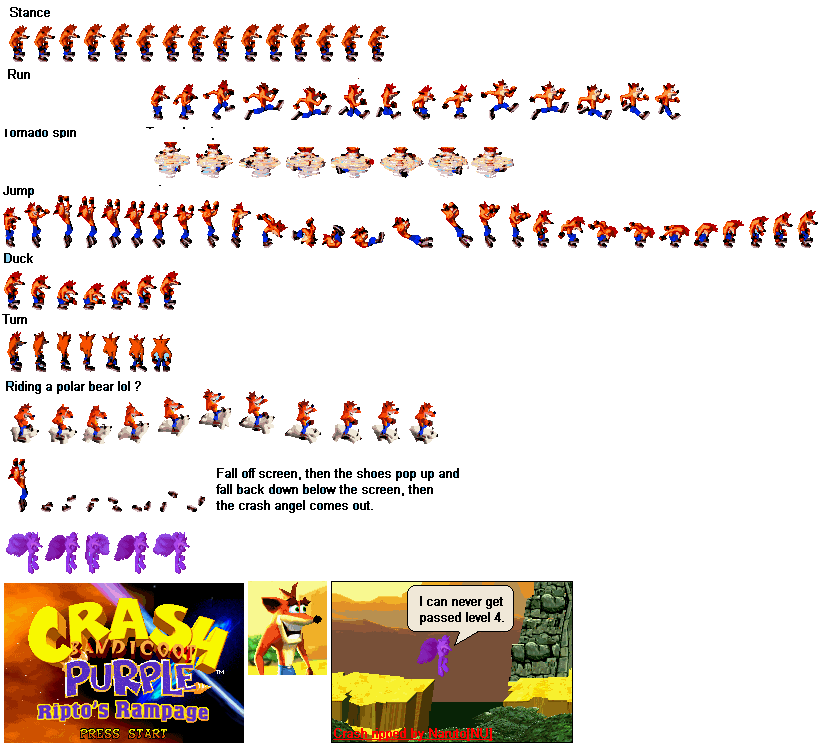 Stance
Run
Tornado spin
Jump
Duck
Turn
Riding a polar bear lol ?
Fall off screen, then the shoes pop up and
fall back down below the screen, then
the crash angel comes out.
CRASH
BANDICOOT
PURPLE
TM
Ripto's Rampage
PRESS START
I can never get
passed level 4.
Crash ripped by